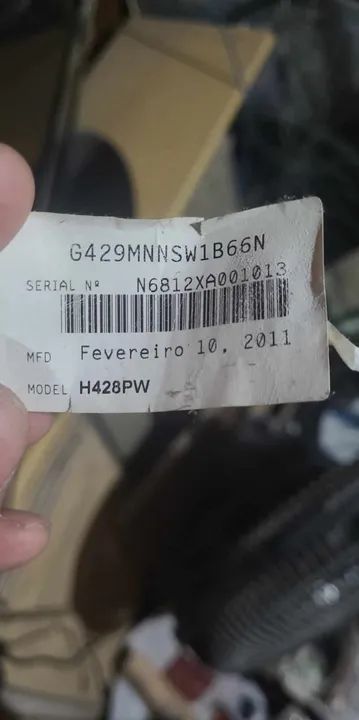 G429MNNSW1B66N
SERIAL Nº N6812XA001013
MFD Fevereiro 10, 2011
MODEL H428PW